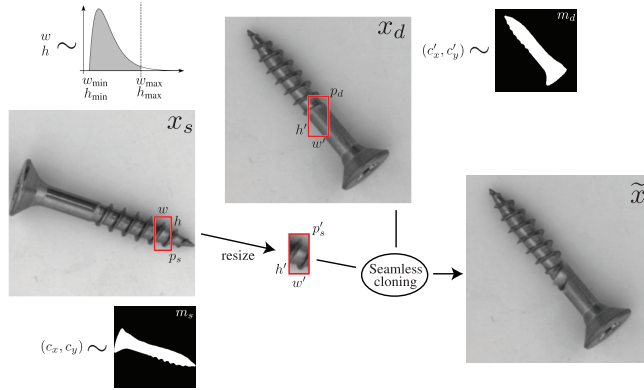 w
h ∼
w_min w_max
h_min h_max
x_d
(c'_x, c'_y) ∼
m_d
p_d
h'
w'
x_s
w
h
p_s
resize
p'_s
h'
w'
Seamless
cloning
x̃
(c_x, c_y) ∼
m_s